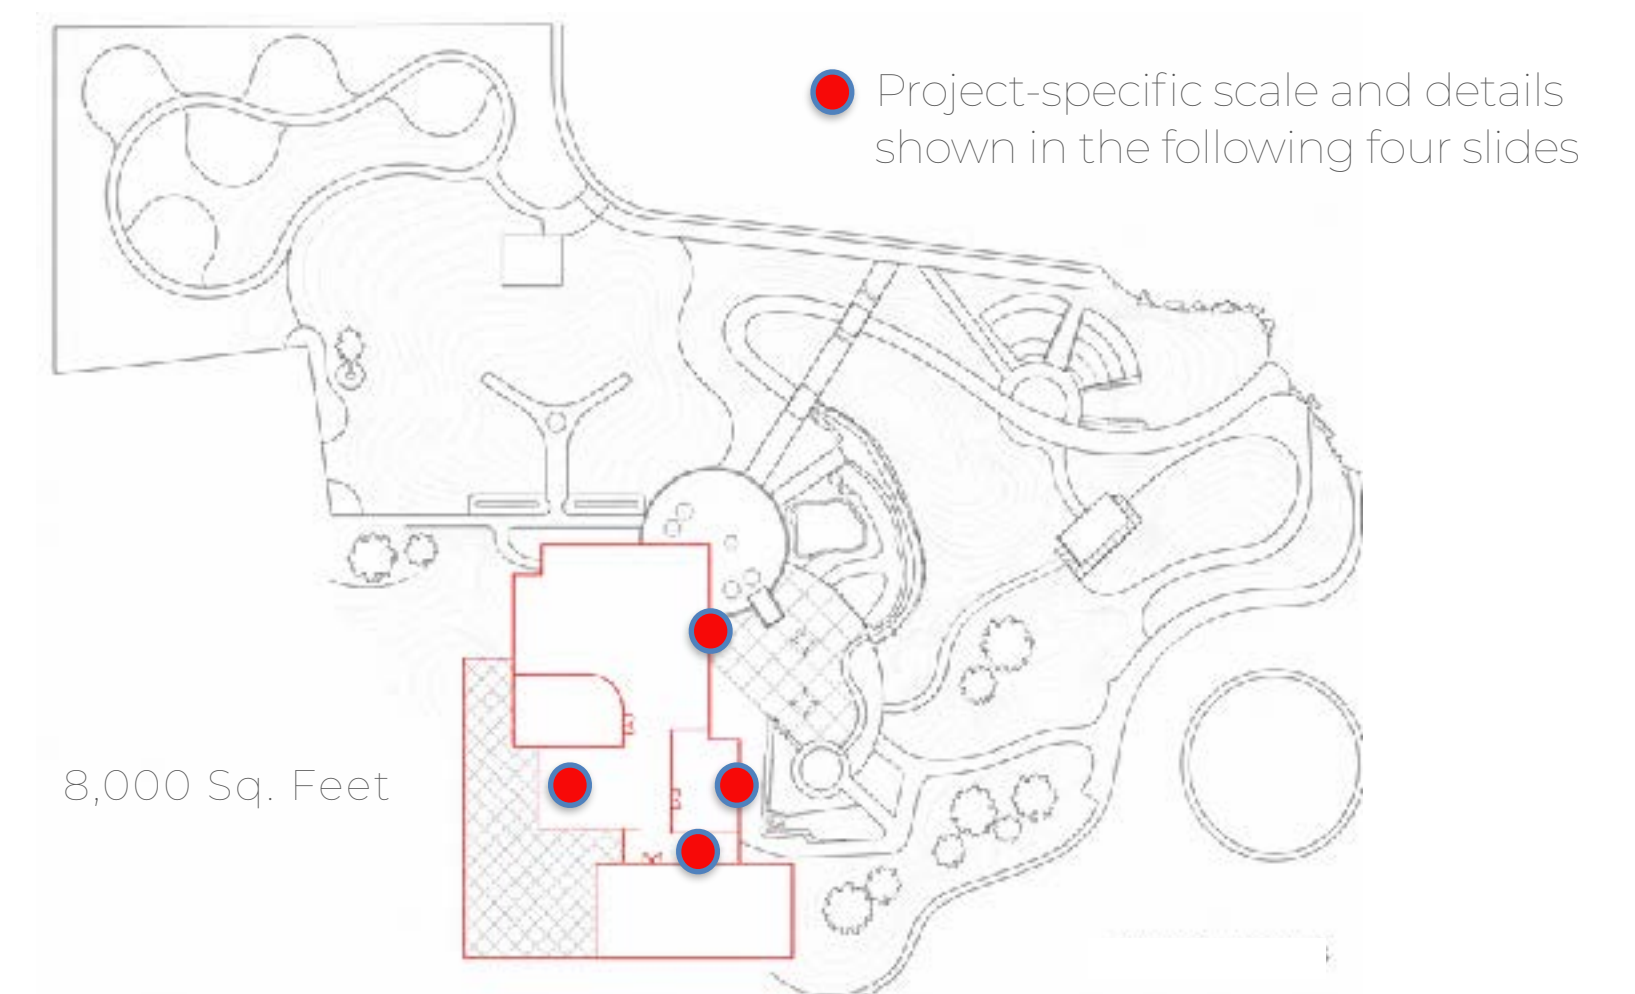 Project-specific scale and details
shown in the following four slides
8,000 Sq. Feet